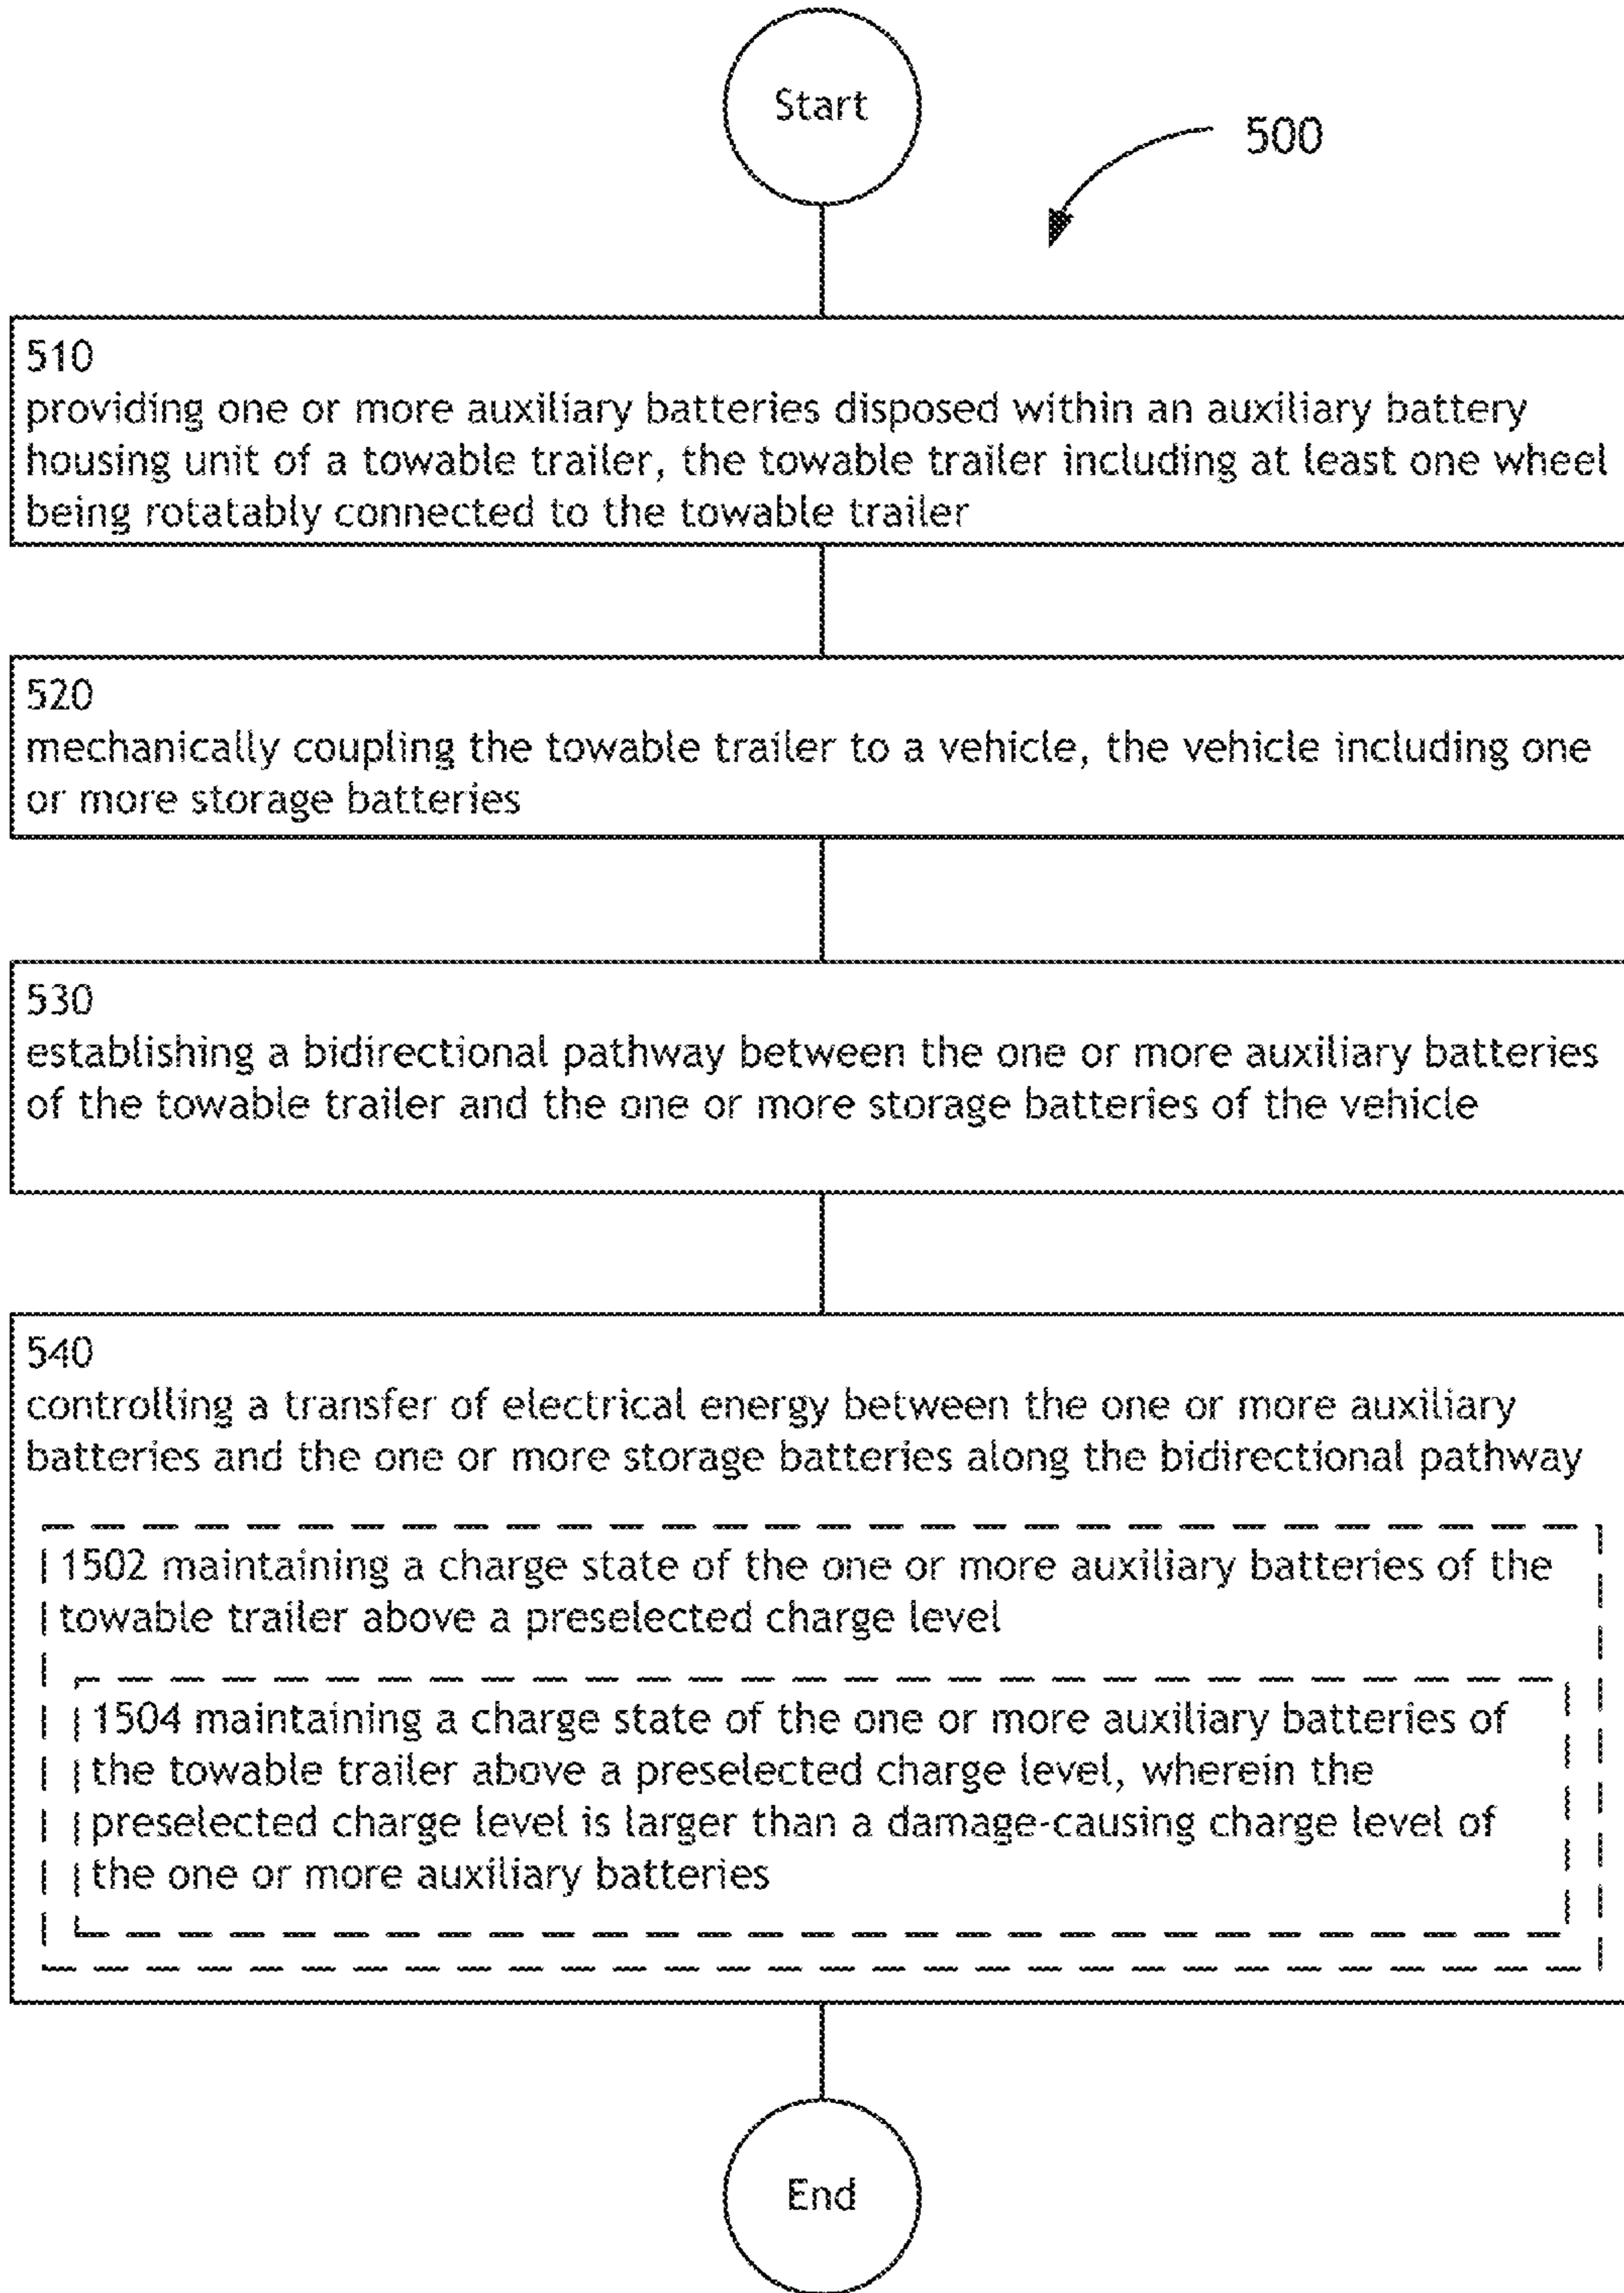 Start
500
510
providing one or more auxiliary batteries disposed within an auxiliary battery
housing unit of a towable trailer, the towable trailer including at least one wheel
being rotatably connected to the towable trailer
520
mechanically coupling the towable trailer to a vehicle, the vehicle including one
or more storage batteries
530
establishing a bidirectional pathway between the one or more auxiliary batteries
of the towable trailer and the one or more storage batteries of the vehicle
540
controlling a transfer of electrical energy between the one or more auxiliary
batteries and the one or more storage batteries along the bidirectional pathway
1502 maintaining a charge state of the one or more auxiliary batteries of the
towable trailer above a preselected charge level
1504 maintaining a charge state of the one or more auxiliary batteries of
the towable trailer above a preselected charge level, wherein the
preselected charge level is larger than a damage-causing charge level of
the one or more auxiliary batteries
End